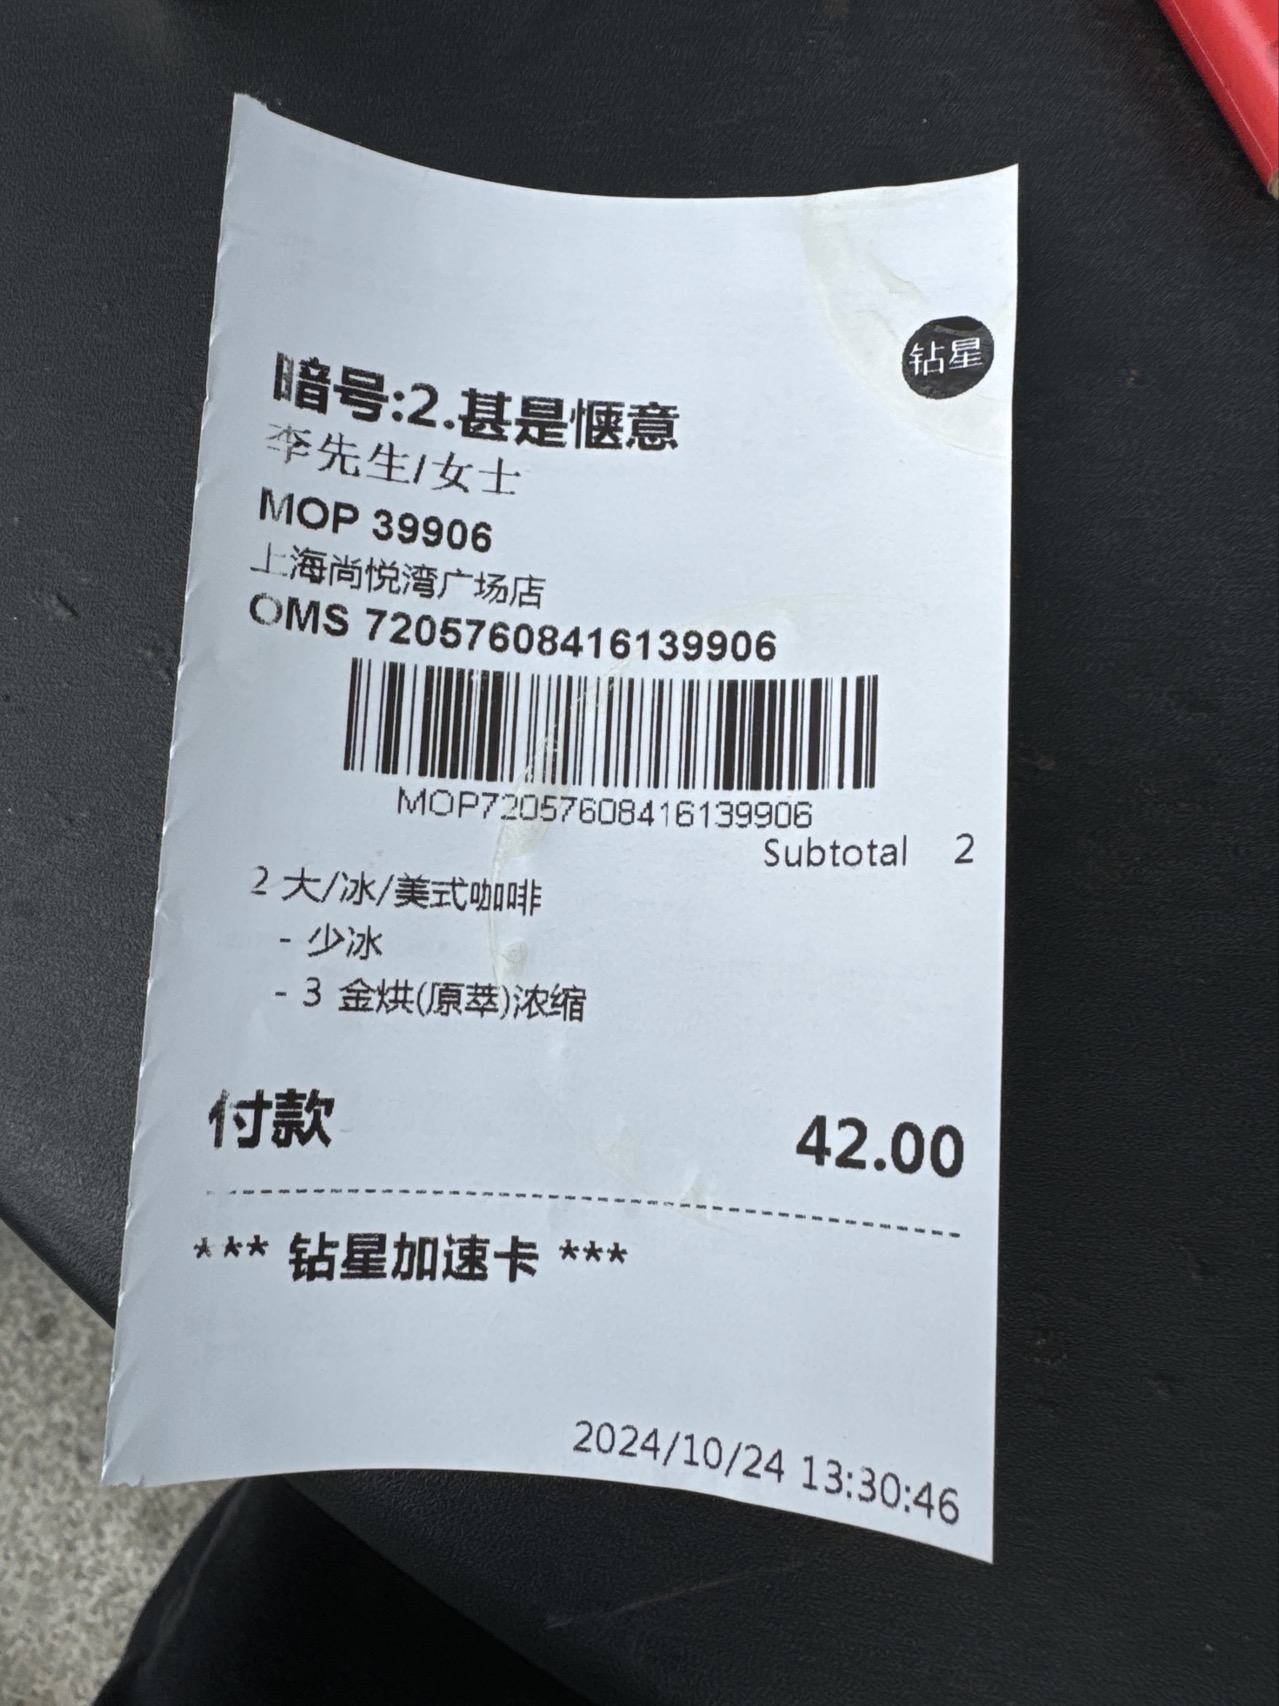 钻星
暗号:2.甚是惬意
李先生/女士
MOP 39906
上海尚悦湾广场店
OMS 72057608416139906
MOP72057608416139906
Subtotal 2
2 大/冰/美式咖啡
- 少冰
- 3 金烘(原萃)浓缩
付款 42.00
*** 钻星加速卡 ***
2024/10/24 13:30:46